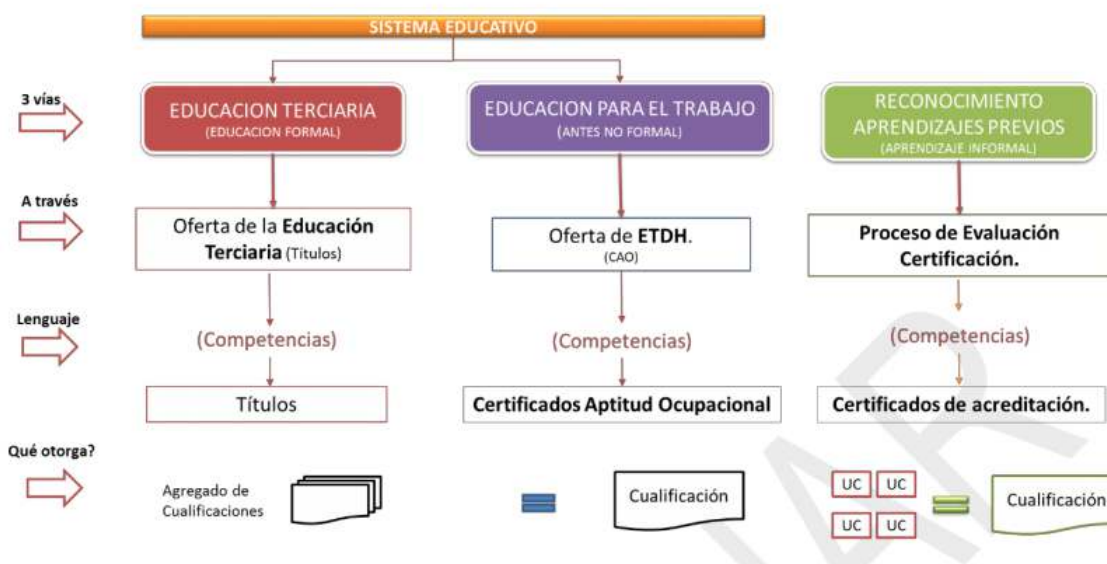 SISTEMA EDUCATIVO
3 vías
EDUCACION TERCIARIA
(EDUCACION FORMAL)
EDUCACION PARA EL TRABAJO
(ANTES NO FORMAL)
RECONOCIMIENTO
APRENDIZAJES PREVIOS
(APRENDIZAJE INFORMAL)
A través
Oferta de la Educación
Terciaria (Títulos)
Oferta de ETDH.
(CAO)
Proceso de Evaluación
Certificación.
Lenguaje
(Competencias)
(Competencias)
(Competencias)
Títulos
Certificados Aptitud Ocupacional
Certificados de acreditación.
Qué otorga?
Agregado de
Cualificaciones
Cualificación
UC UC
UC UC
Cualificación